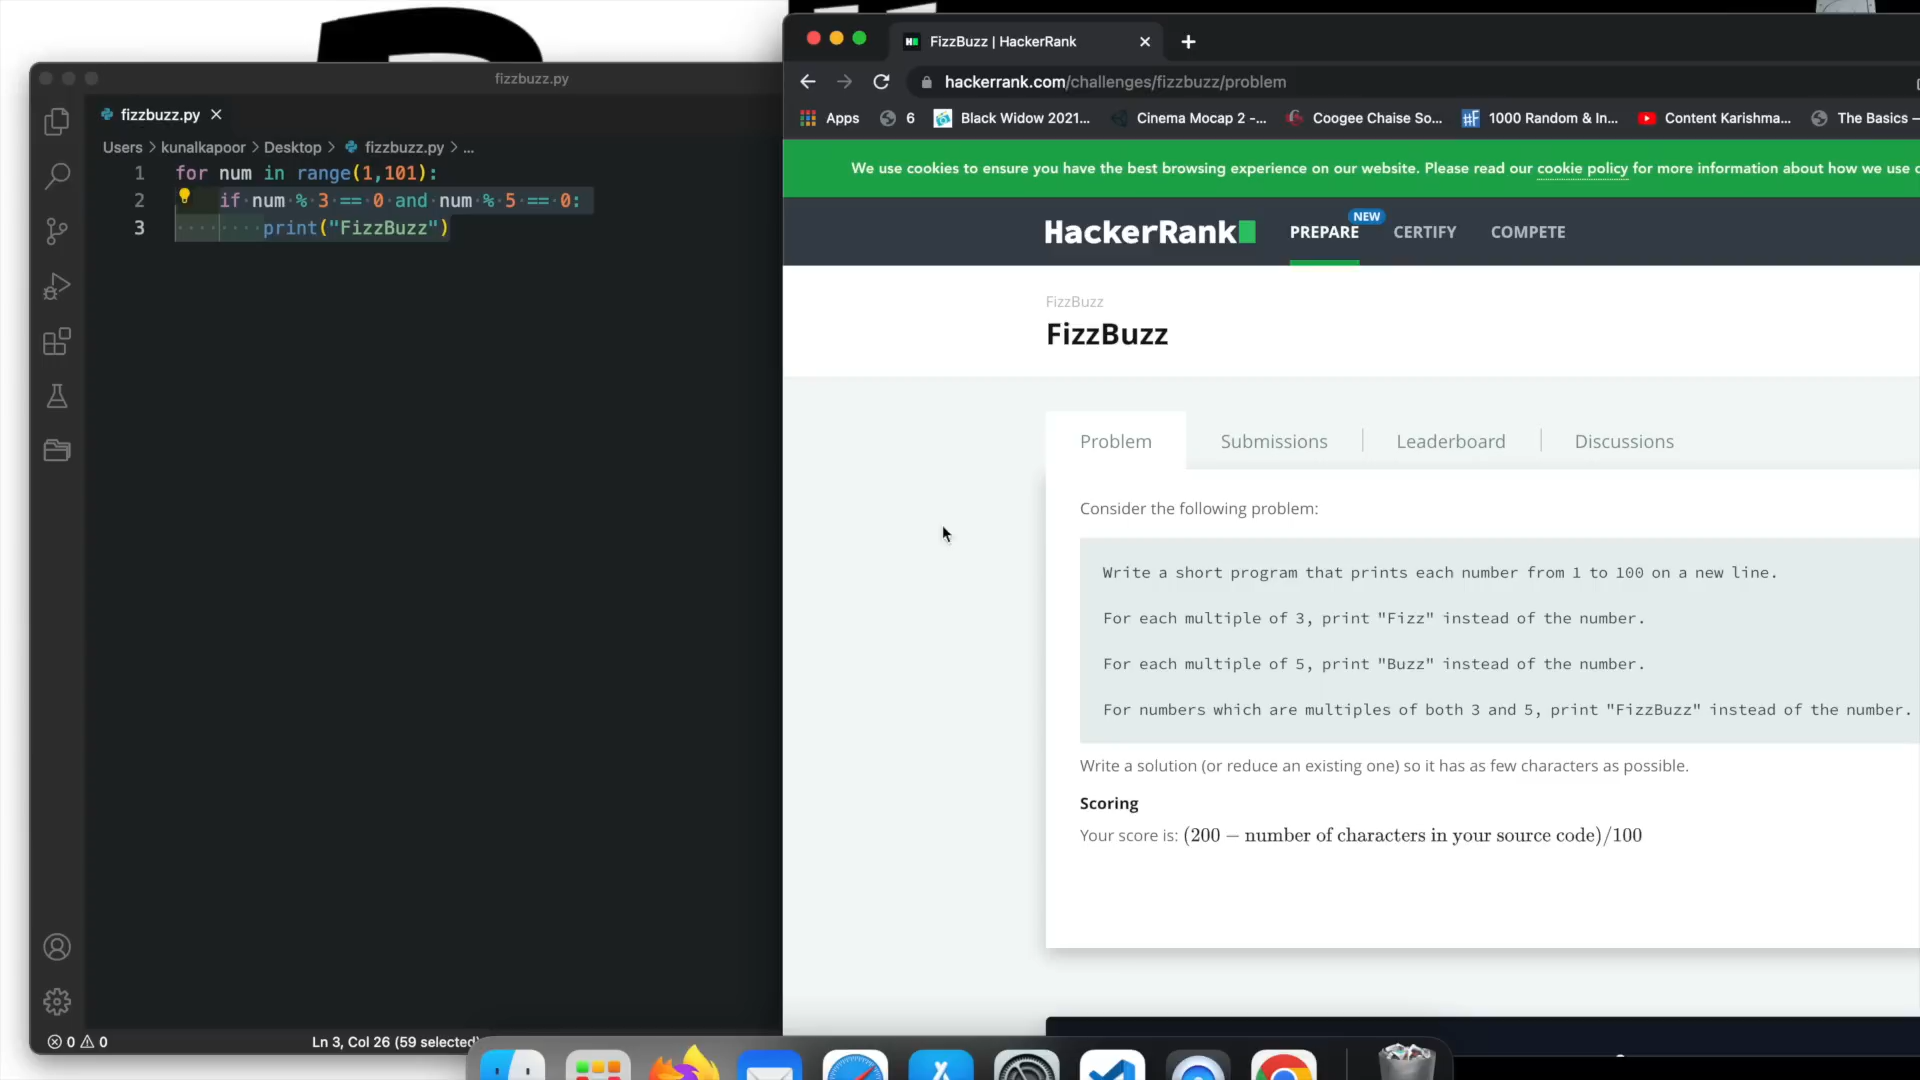 fizzbuzz.py
fizzbuzz.py
Users > kunalkapoor > Desktop > fizzbuzz.py > ...
1 for num in range(1,101):
2 if num % 3 == 0 and num % 5 == 0:
3 print("FizzBuzz")
0 0
Ln 3, Col 26 (59 selected)
FizzBuzz | HackerRank
hackerrank.com/challenges/fizzbuzz/problem
Apps 6 Black Widow 2021... Cinema Mocap 2 -... Coogee Chaise So... 1000 Random & In... Content Karishma... The Basics
We use cookies to ensure you have the best browsing experience on our website. Please read our cookie policy for more information about how we use
HackerRank PREPARE NEW CERTIFY COMPETE
FizzBuzz
FizzBuzz
Problem Submissions Leaderboard Discussions
Consider the following problem:
Write a short program that prints each number from 1 to 100 on a new line.
For each multiple of 3, print "Fizz" instead of the number.
For each multiple of 5, print "Buzz" instead of the number.
For numbers which are multiples of both 3 and 5, print "FizzBuzz" instead of the number.
Write a solution (or reduce an existing one) so it has as few characters as possible.
Scoring
Your score is: (200 − number of characters in your source code)/100